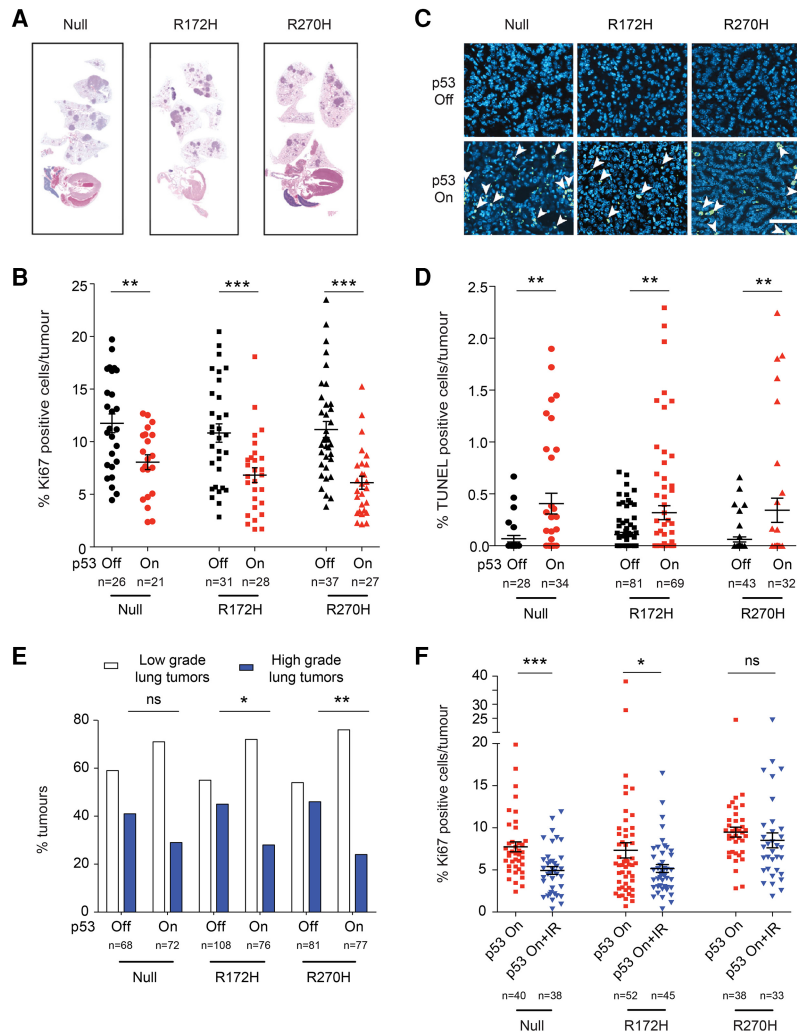 A
Null
R172H
R270H
C
Null
R172H
R270H
p53
Off
p53
On
B
% Ki67 positive cells/tumour
25
20
15
10
5
0
**
***
***
p53
Off
On
Off
On
Off
On
n=26
n=21
n=31
n=28
n=37
n=27
Null
R172H
R270H
D
% TUNEL positive cells/tumour
2.5
2.0
1.5
1.0
0.5
0.0
**
**
**
p53
Off
On
Off
On
Off
On
n=28
n=34
n=81
n=69
n=43
n=32
Null
R172H
R270H
E
Low grade
lung tumors
High grade
lung tumors
% tumours
80
60
40
20
0
ns
*
**
p53
Off
On
Off
On
Off
On
n=68
n=72
n=108
n=76
n=81
n=77
Null
R172H
R270H
F
% Ki67 positive cells/tumour
40
35
25
20
15
10
5
0
***
*
ns
p53 On
p53 On+IR
p53 On
p53 On+IR
p53 On
p53 On+IR
n=40
n=38
n=52
n=45
n=38
n=33
Null
R172H
R270H